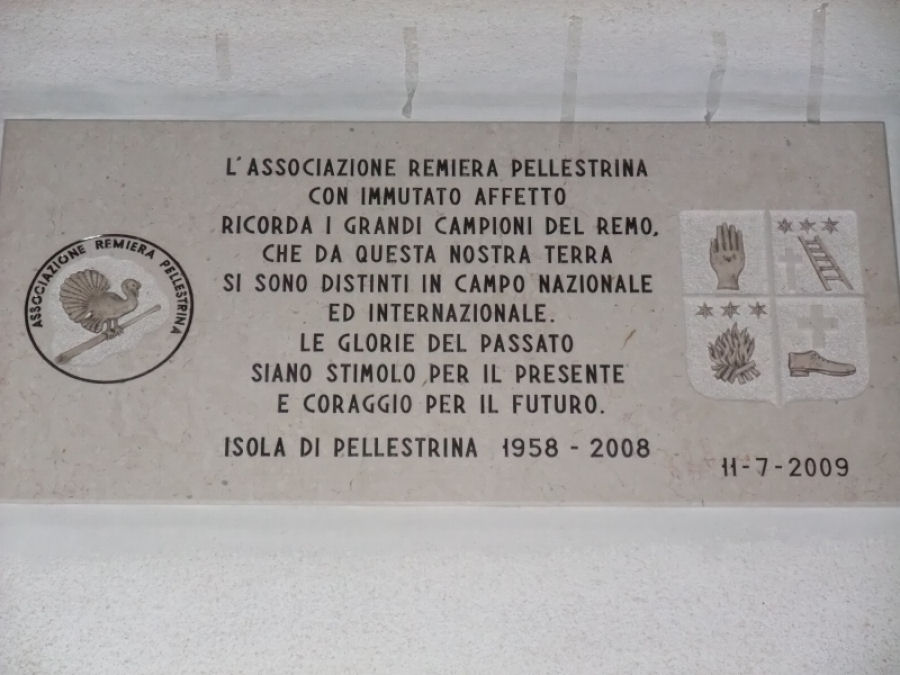 L'ASSOCIAZIONE REMIERA PELLESTRINA
CON IMMUTATO AFFETTO
RICORDA I GRANDI CAMPIONI DEL REMO,
CHE DA QUESTA NOSTRA TERRA
SI SONO DISTINTI IN CAMPO NAZIONALE
ED INTERNAZIONALE.
LE GLORIE DEL PASSATO
SIANO STIMOLO PER IL PRESENTE
E CORAGGIO PER IL FUTURO.
ISOLA DI PELLESTRINA 1958 - 2008
11-7-2009
ASSOCIAZIONE REMIERA PELLESTRINA